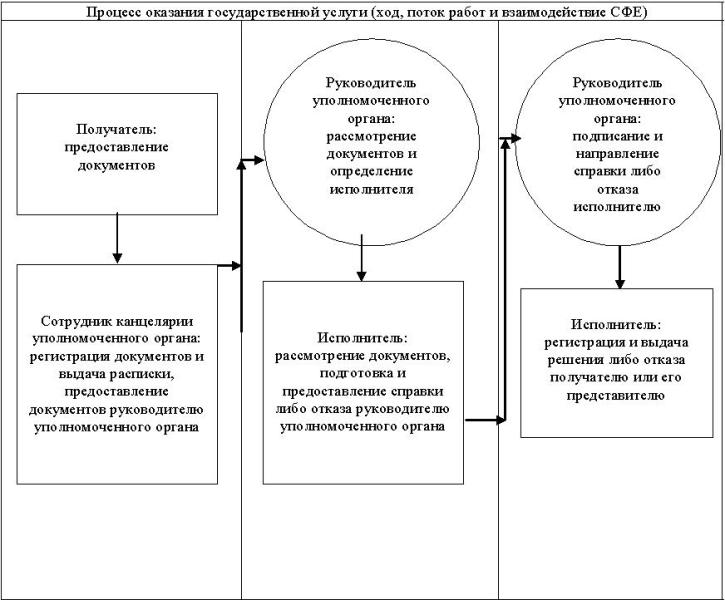 Процесс оказания государственной услуги (ход, поток работ и взаимодействие СФЕ)
Получатель:
предоставление
документов
Сотрудник канцелярии
уполномоченного органа:
регистрация документов и
выдача расписки,
предоставление
документов руководителю
уполномоченного органа
Руководитель
уполномоченного
органа:
рассмотрение
документов и
определение
исполнителя
Исполнитель:
рассмотрение документов,
подготовка и
предоставление справки
либо отказа руководителю
уполномоченного органа
Руководитель
уполномоченного
органа:
подписание и
направление
справки либо
отказа
исполнителю
Исполнитель:
регистрация и выдача
решения либо отказа
получателю или его
представителю